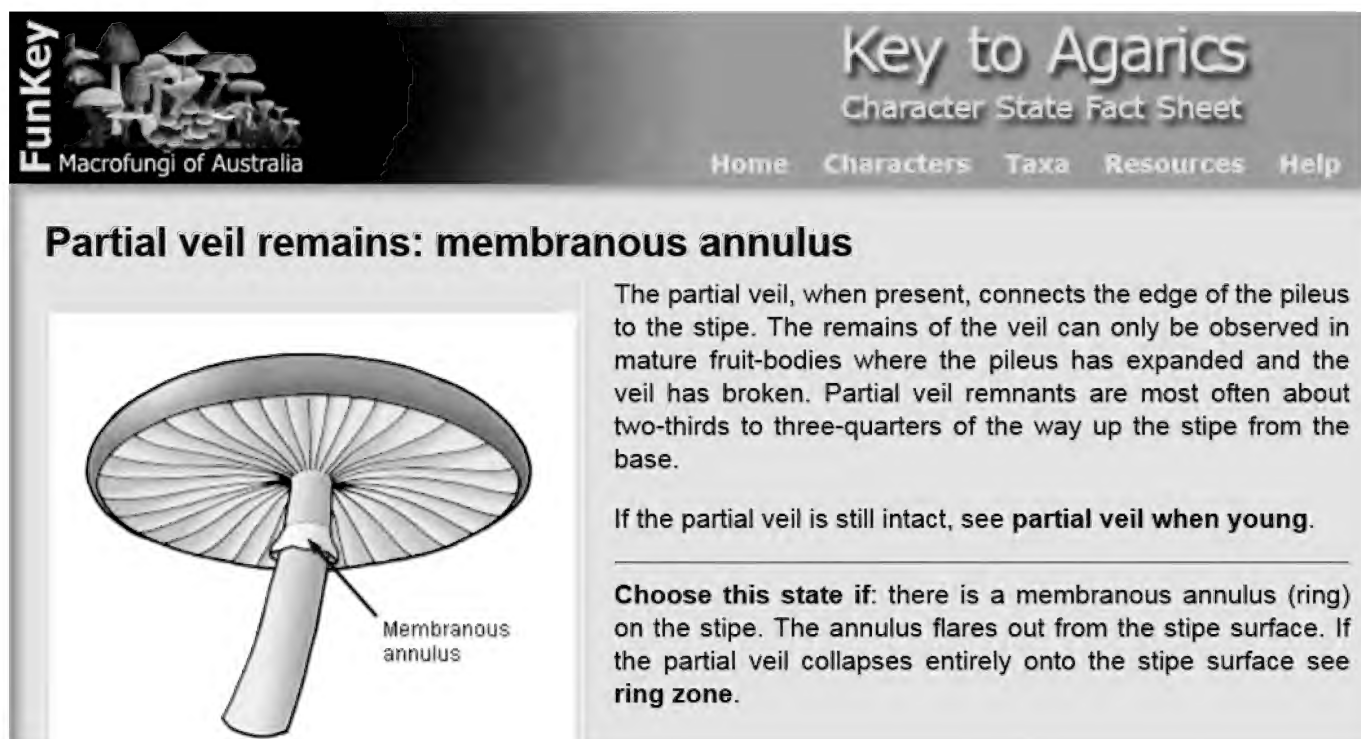 FunKey
Macrofungi of Australia
Key to Agarics
Character State Fact Sheet
Home Characters Taxa Resources Help
Partial veil remains: membranous annulus
The partial veil, when present, connects the edge of the pileus
to the stipe. The remains of the veil can only be observed in
mature fruit-bodies where the pileus has expanded and the
veil has broken. Partial veil remnants are most often about
two-thirds to three-quarters of the way up the stipe from the
base.
If the partial veil is still intact, see partial veil when young.
Choose this state if: there is a membranous annulus (ring)
on the stipe. The annulus flares out from the stipe surface. If
the partial veil collapses entirely onto the stipe surface see
ring zone.
Membranous
annulus